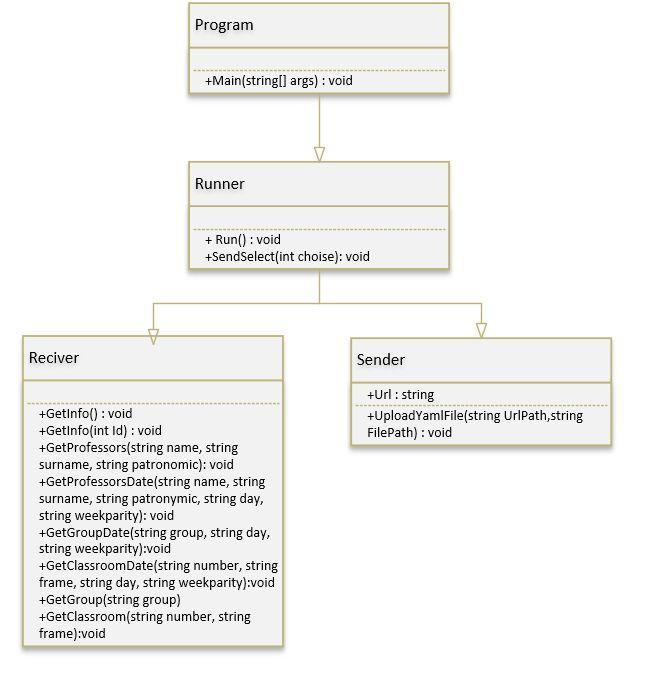 Program
+Main(string[] args) : void
Runner
+ Run() : void
+SendSelect(int choise): void
Reciver
+GetInfo() : void
+GetInfo(int Id) : void
+GetProfessors(string name, string
surname, string patronomic): void
+GetProfessorsDate(string name, string
surname, string patronymic, string day,
string weekparity): void
+GetGroupDate(string group, string day,
string weekparity):void
+GetClassroomDate(string number, string
frame, string day, string weekparity):void
+GetGroup(string group)
+GetClassroom(string number, string
frame):void
Sender
+Url : string
+UploadYamlFile(string UrlPath,string
FilePath) : void